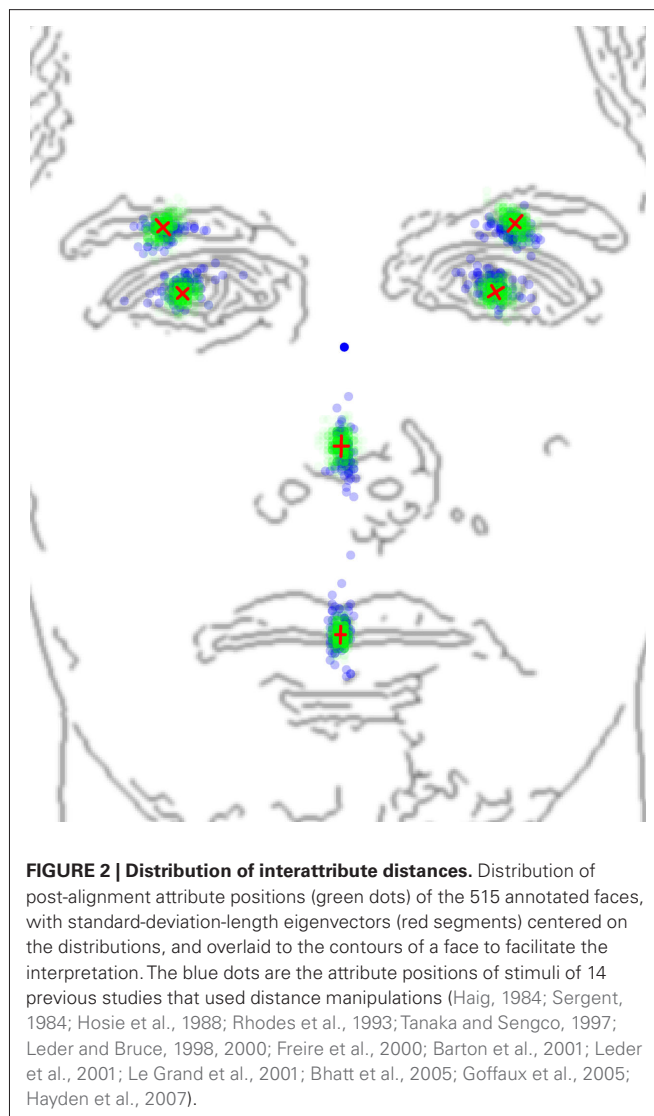 FIGURE 2 | Distribution of interattribute distances. Distribution of
post-alignment attribute positions (green dots) of the 515 annotated faces,
with standard-deviation-length eigenvectors (red segments) centered on
the distributions, and overlaid to the contours of a face to facilitate the
interpretation. The blue dots are the attribute positions of stimuli of 14
previous studies that used distance manipulations (Haig, 1984; Sergent,
1984; Hosie et al., 1988; Rhodes et al., 1993; Tanaka and Sengco, 1997;
Leder and Bruce, 1998, 2000; Freire et al., 2000; Barton et al., 2001; Leder
et al., 2001; Le Grand et al., 2001; Bhatt et al., 2005; Goffaux et al., 2005;
Hayden et al., 2007).